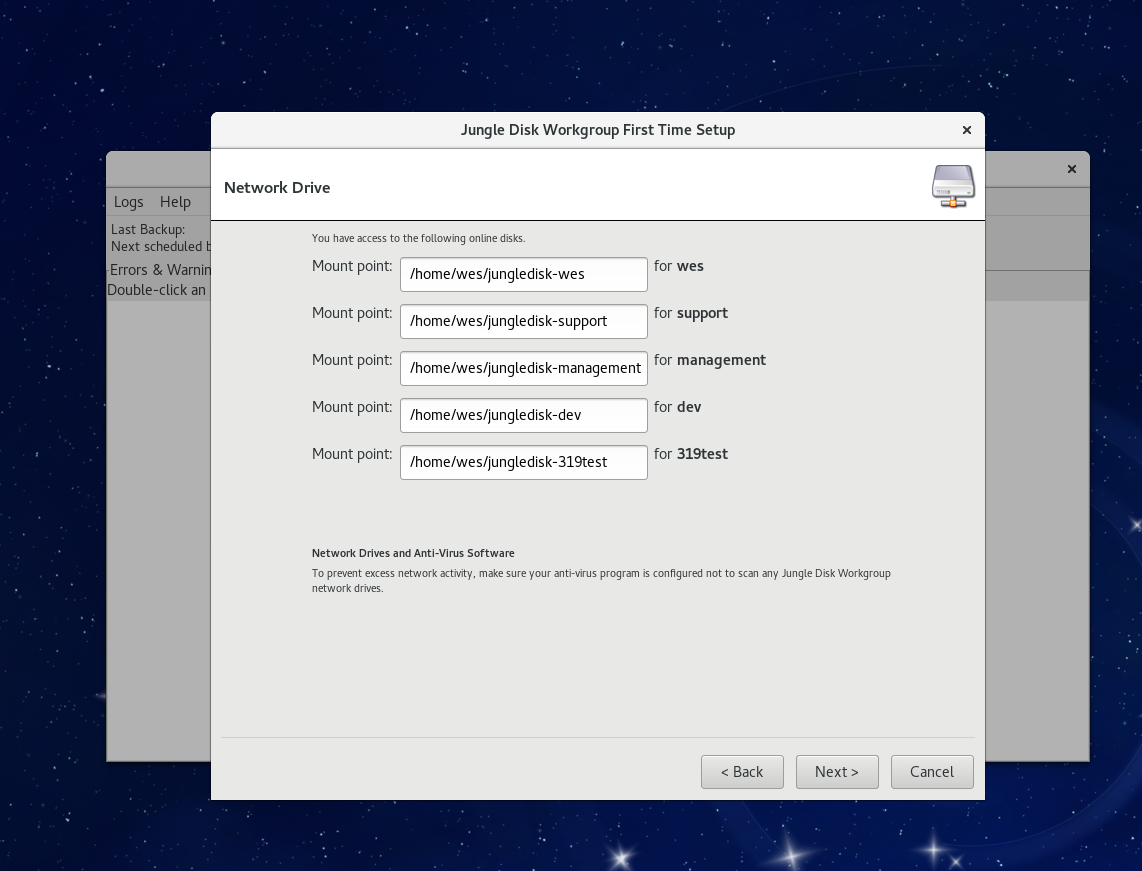 Jungle Disk Workgroup First Time Setup
Network Drive
Logs Help
Last Backup:
Next scheduled b
Errors & Warnin
Double-click an
You have access to the following online disks.
Mount point: /home/wes/jungledisk-wes for wes
Mount point: /home/wes/jungledisk-support for support
Mount point: /home/wes/jungledisk-management for management
Mount point: /home/wes/jungledisk-dev for dev
Mount point: /home/wes/jungledisk-319test for 319test
Network Drives and Anti-Virus Software
To prevent excess network activity, make sure your anti-virus program is configured not to scan any Jungle Disk Workgroup
network drives.
< Back Next > Cancel